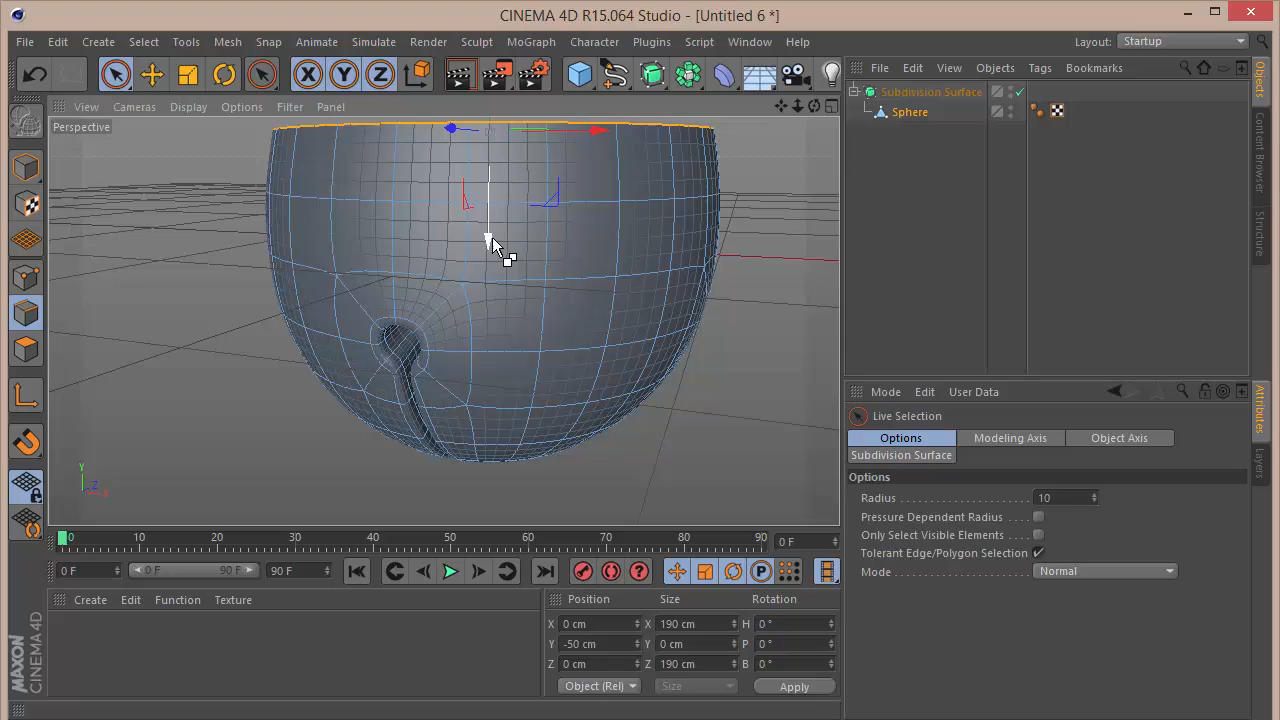 CINEMA 4D R15.064 Studio - [Untitled 6 *]
File Edit Create Select Tools Mesh Snap Animate Simulate Render Sculpt MoGraph Character Plugins Script Window Help Layout: Startup
X Y Z
File Edit View Objects Tags Bookmarks
View Cameras Display Options Filter Panel
Perspective
Subdivision Surface
Sphere
Objects
Content Browser
Structure
Y
Z
X
Mode Edit User Data
Live Selection
Options Modeling Axis Object Axis
Subdivision Surface
Options
Radius 10
Pressure Dependent Radius
Only Select Visible Elements
Tolerant Edge/Polygon Selection
Mode Normal
Attributes
Layers
0 10 20 30 40 50 60 70 80 90 0 F
0 F 0 F 90 F 90 F
P
Create Edit Function Texture
Position Size Rotation
X 0 cm X 190 cm H 0 °
Y -50 cm Y 0 cm P 0 °
Z 0 cm Z 190 cm B 0 °
Object (Rel) Size Apply
MAXON
CINEMA 4D